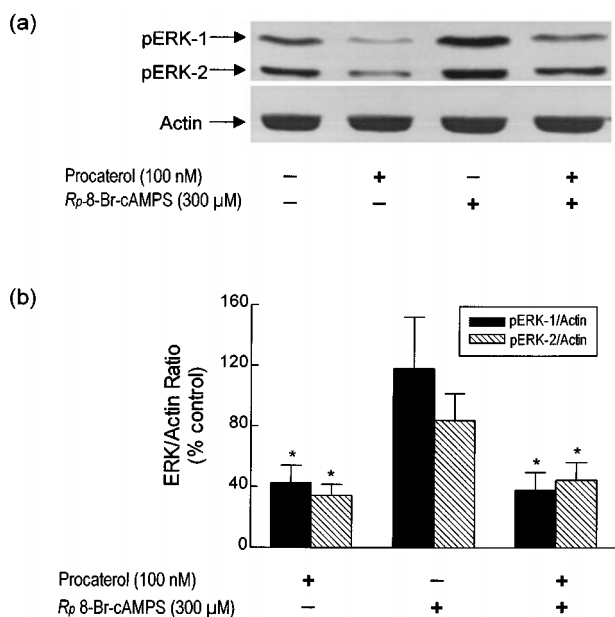 (a)
pERK-1
pERK-2
Actin
Procaterol (100 nM) – + – +
Rp-8-Br-cAMPS (300 µM) – – + +
(b)
160
120
80
40
0
ERK/Actin Ratio
(% control)
pERK-1/Actin
pERK-2/Actin
* * * *
Procaterol (100 nM) + – +
Rp 8-Br-cAMPS (300 µM) – + +